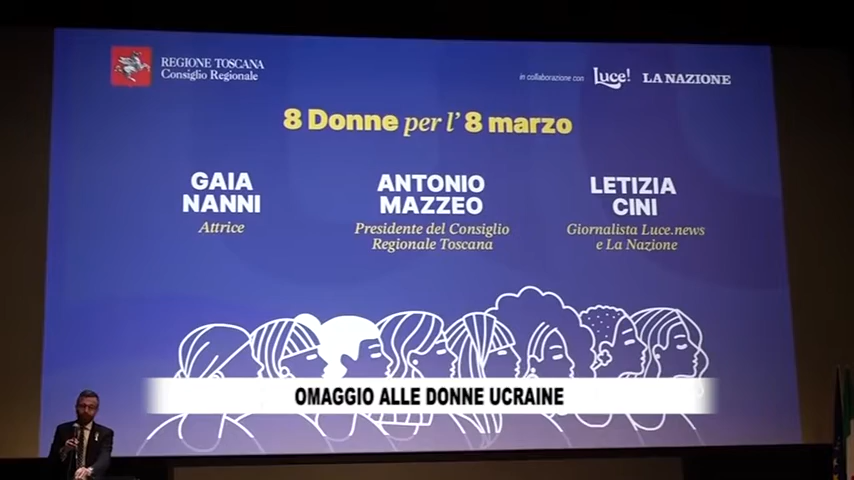 REGIONE TOSCANA
Consiglio Regionale
in collaborazione con Luce! LA NAZIONE
8 Donne per l' 8 marzo
GAIA
NANNI
Attrice
ANTONIO
MAZZEO
Presidente del Consiglio
Regionale Toscana
LETIZIA
CINI
Giornalista Luce.news
e La Nazione
OMAGGIO ALLE DONNE UCRAINE